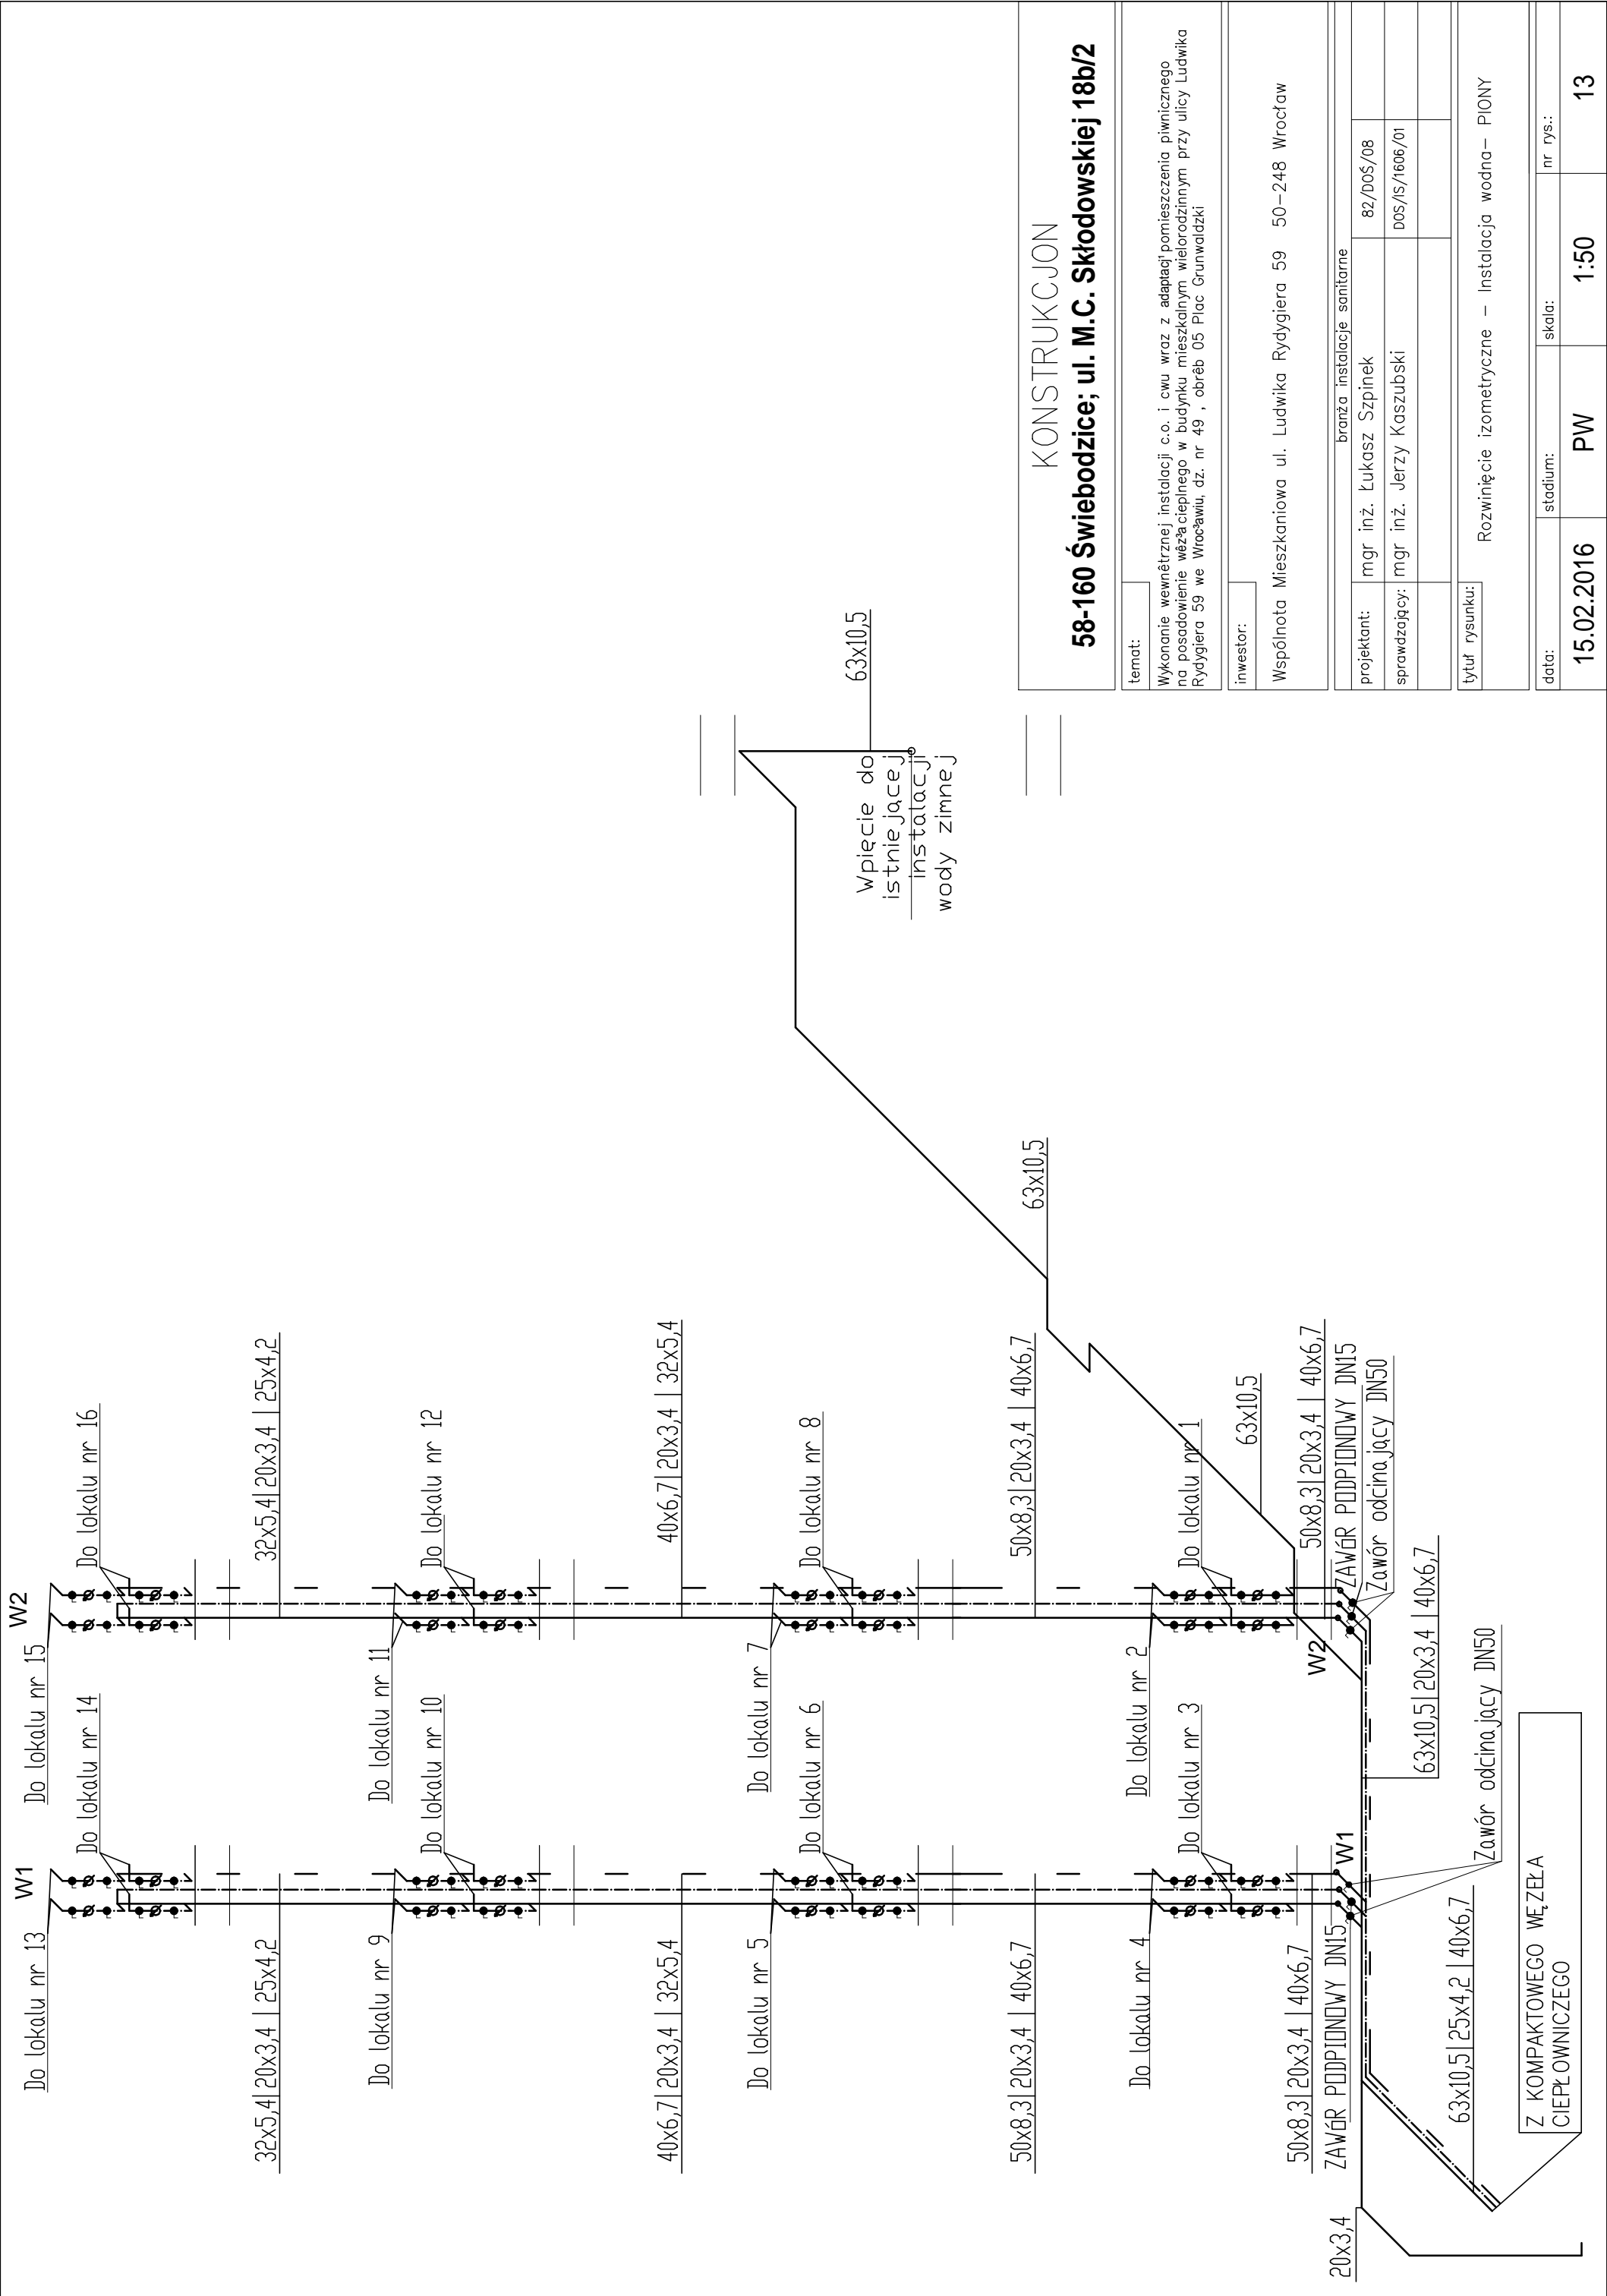 W1
W2
Do lokalu nr 13
Do lokalu nr 14
Do lokalu nr 15
Do lokalu nr 16
32x5,4|20x3,4 | 25x4,2
32x5,4|20x3,4 | 25x4,2
Do lokalu nr 9
Do lokalu nr 10
Do lokalu nr 11
Do lokalu nr 12
40x6,7|20x3,4 | 32x5,4
40x6,7|20x3,4 | 32x5,4
Do lokalu nr 5
Do lokalu nr 6
Do lokalu nr 7
Do lokalu nr 8
50x8,3|20x3,4 | 40x6,7
50x8,3|20x3,4 | 40x6,7
Do lokalu nr 4
Do lokalu nr 3
Do lokalu nr 2
Do lokalu nr 1
50x8,3|20x3,4 | 40x6,7
50x8,3|20x3,4 | 40x6,7
ZAWÓR PODPIONOWY DN15
W1
W2
ZAWÓR PODPIONOWY DN15
Zawór odcinający DN50
63x10,5
63x10,5
63x10,5
Wpięcie do
istniejącej
instalacji
wody zimnej
20x3,4
63x10,5|25x4,2 |40x6,7
63x10,5|20x3,4 |40x6,7
Zawór odcinający DN50
Z KOMPAKTOWEGO WĘZEŁA
CIEPŁOWNICZEGO
KONSTRUKCJON
58-160 Świebodzice; ul. M.C. Skłodowskiej 18b/2
temat:
Wykonanie wewnêtrznej instalacji c.o. i cwu wraz z adaptacj¹ pomieszczenia piwnicznego
na posadowienie wêz³a cieplnego w budynku mieszkalnym wielorodzinnym przy ulicy Ludwika
Rydygiera 59 we Wroc³awiu, dz. nr 49 , obrêb 05 Plac Grunwaldzki
inwestor:
Wspólnota Mieszkaniowa ul. Ludwika Rydygiera 59 50-248 Wrocław
branża instalacje sanitarne
projektant: mgr inż. Łukasz Szpinek 82/DOŚ/08
sprawdzający: mgr inż. Jerzy Kaszubski DOS/IS/1606/01
tytuł rysunku:
Rozwinięcie izometryczne – Instalacja wodna– PIONY
data: stadium: skala: nr rys.:
15.02.2016 PW 1:50 13